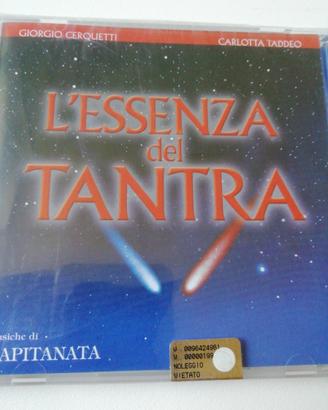 GIORGIO CERQUETTI
CARLOTTA TADDEO
L'ESSENZA
del
TANTRA
usiche di
APITANATA
NOLEGGIO
VIETATO